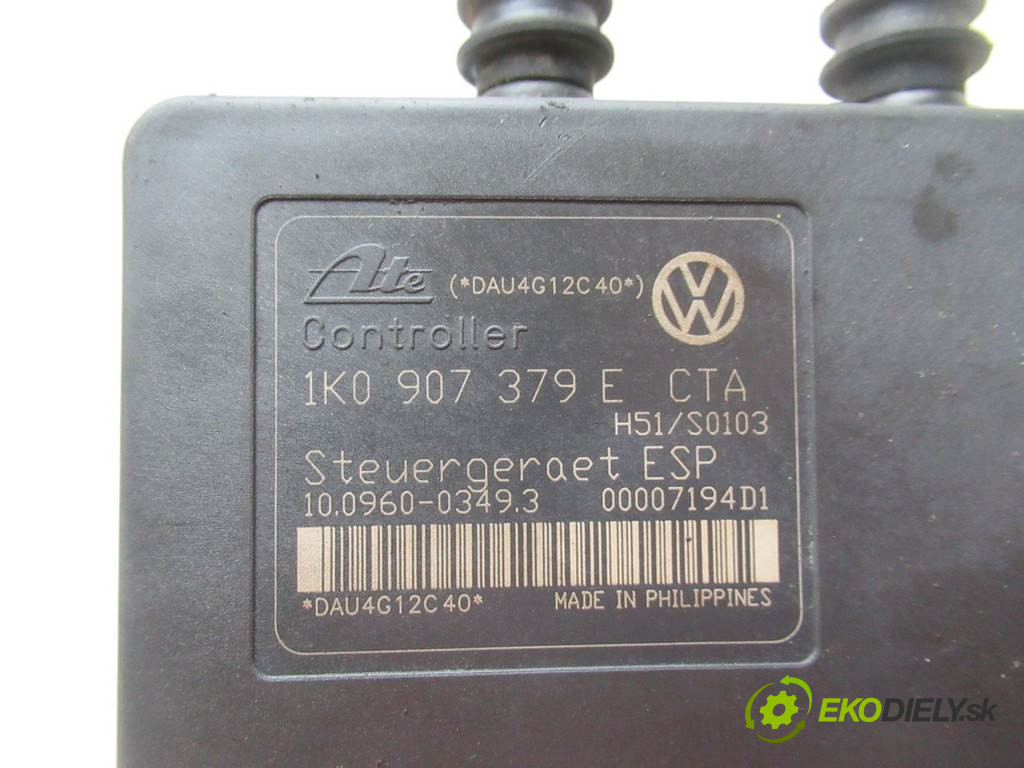 Ate (*DAU4G12C40*) VW
Controller
1K0 907 379 E CTA
H51/S0103
Steuergeraet ESP
10.0960-0349.3 00007194D1
*DAU4G12C40* MADE IN PHILIPPINES
EKODIELY.sk